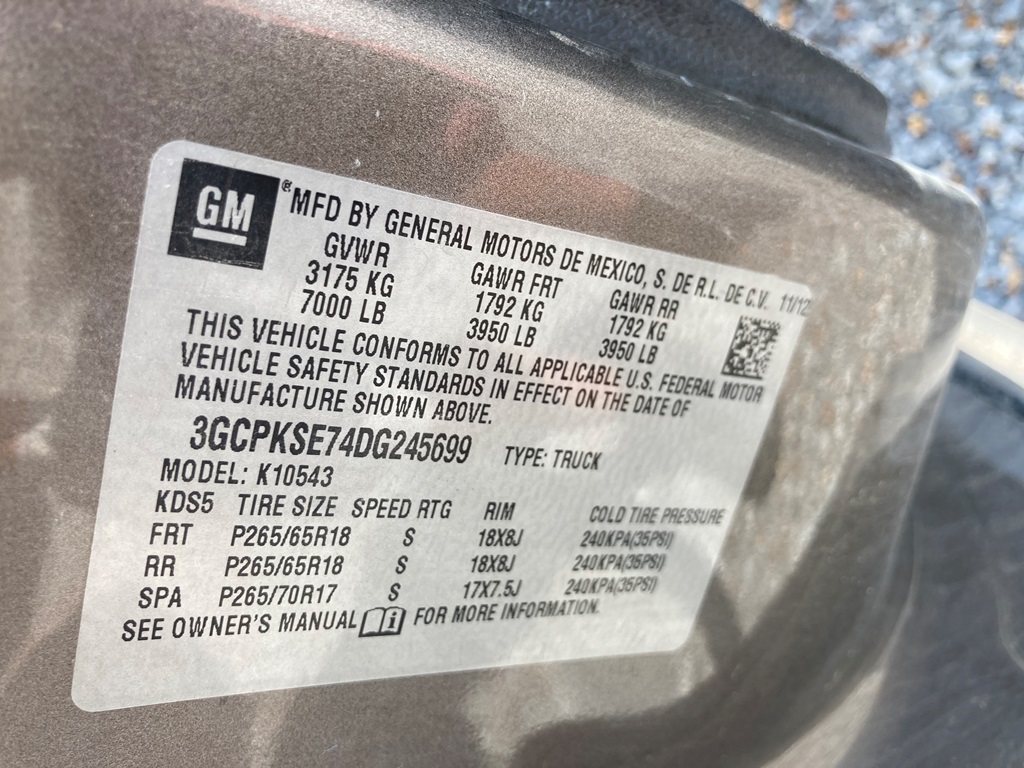 GM ® MFD BY GENERAL MOTORS DE MEXICO, S. DE R.L. DE C.V. 11/12
GVWR GAWR FRT GAWR RR
3175 KG 1792 KG 1792 KG
7000 LB 3950 LB 3950 LB
THIS VEHICLE CONFORMS TO ALL APPLICABLE U.S. FEDERAL MOTOR
VEHICLE SAFETY STANDARDS IN EFFECT ON THE DATE OF
MANUFACTURE SHOWN ABOVE.
3GCPKSE74DG245699 TYPE: TRUCK
MODEL: K10543
KDS5 TIRE SIZE SPEED RTG RIM COLD TIRE PRESSURE
FRT P265/65R18 S 18X8J 240KPA(35PSI)
RR P265/65R18 S 18X8J 240KPA(35PSI)
SPA P265/70R17 S 17X7.5J 240KPA(35PSI)
SEE OWNER'S MANUAL FOR MORE INFORMATION.